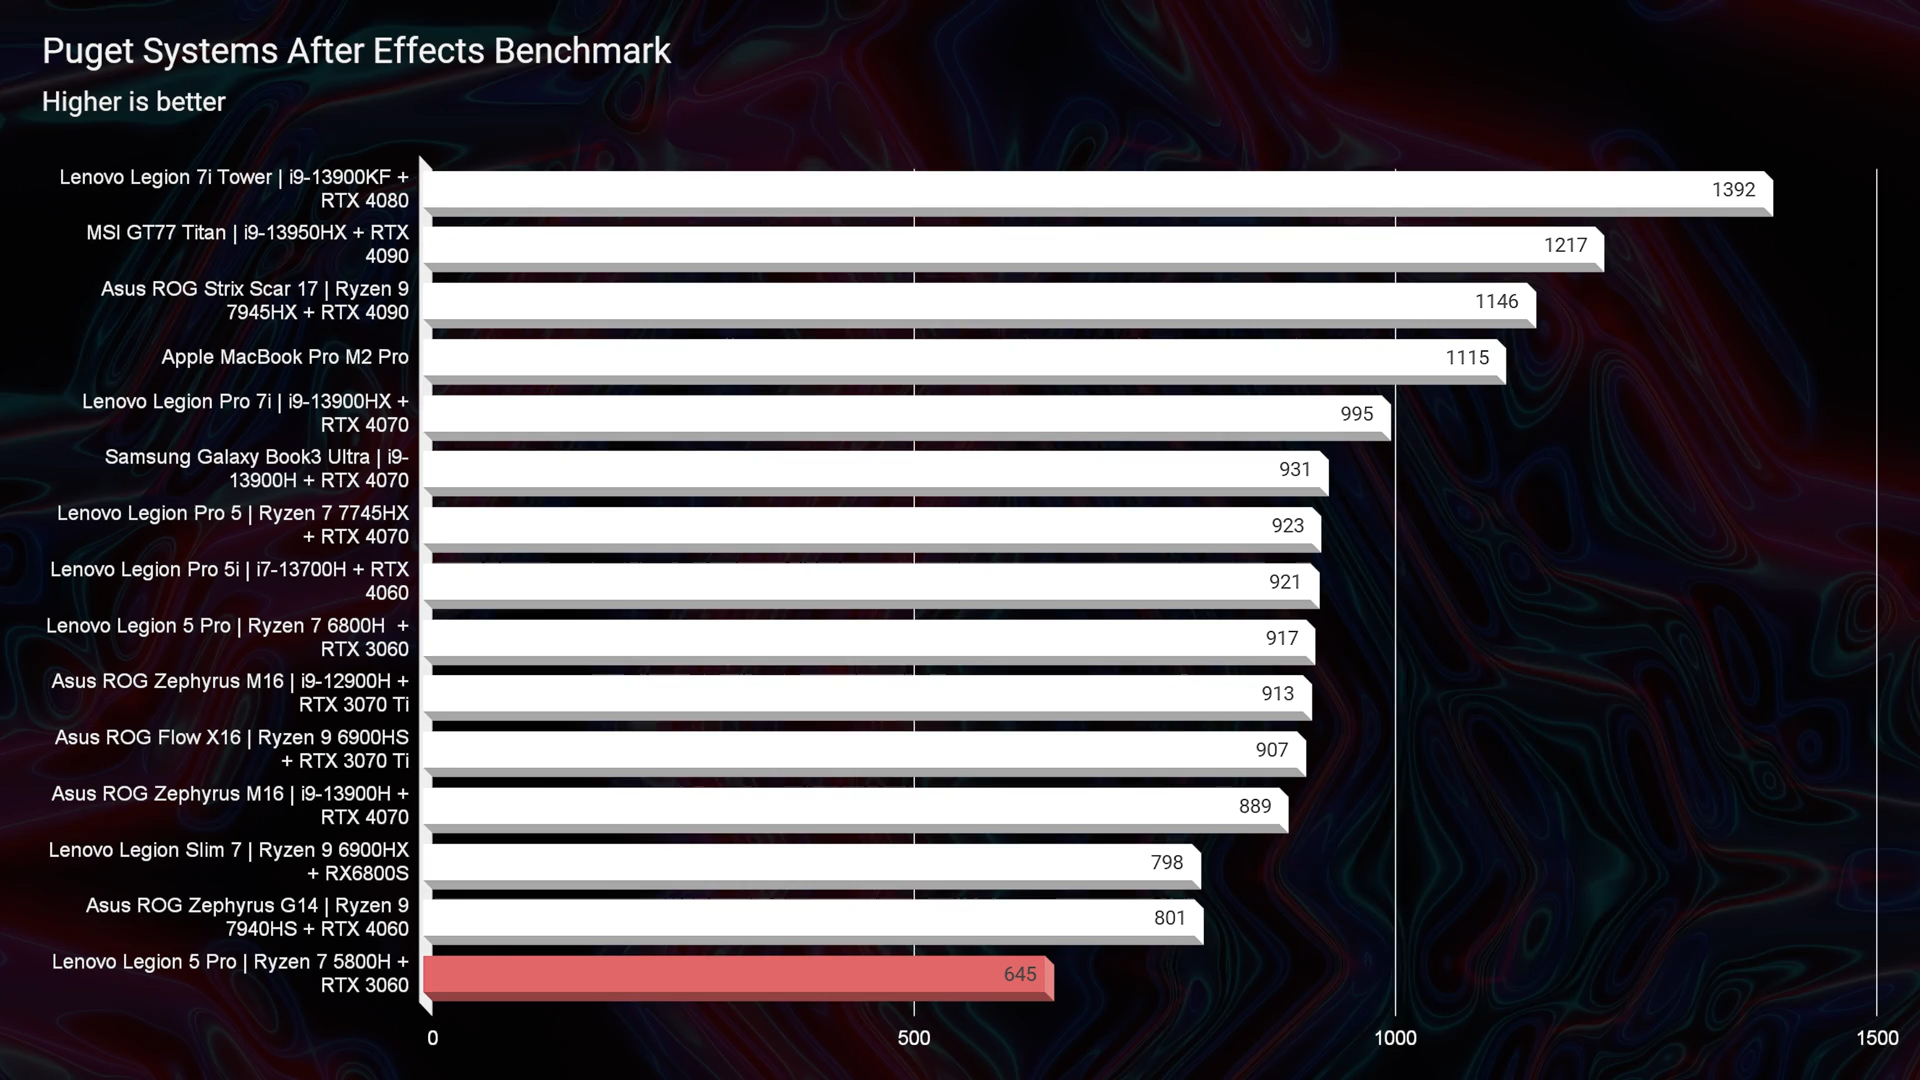 Puget Systems After Effects Benchmark
Higher is better
Lenovo Legion 7i Tower | i9-13900KF +
RTX 4080
1392
MSI GT77 Titan | i9-13950HX + RTX
4090
1217
Asus ROG Strix Scar 17 | Ryzen 9
7945HX + RTX 4090
1146
Apple MacBook Pro M2 Pro
1115
Lenovo Legion Pro 7i | i9-13900HX +
RTX 4070
995
Samsung Galaxy Book3 Ultra | i9-
13900H + RTX 4070
931
Lenovo Legion Pro 5 | Ryzen 7 7745HX
+ RTX 4070
923
Lenovo Legion Pro 5i | i7-13700H + RTX
4060
921
Lenovo Legion 5 Pro | Ryzen 7 6800H +
RTX 3060
917
Asus ROG Zephyrus M16 | i9-12900H +
RTX 3070 Ti
913
Asus ROG Flow X16 | Ryzen 9 6900HS
+ RTX 3070 Ti
907
Asus ROG Zephyrus M16 | i9-13900H +
RTX 4070
889
Lenovo Legion Slim 7 | Ryzen 9 6900HX
+ RX6800S
798
Asus ROG Zephyrus G14 | Ryzen 9
7940HS + RTX 4060
801
Lenovo Legion 5 Pro | Ryzen 7 5800H +
RTX 3060
645
0
500
1000
1500